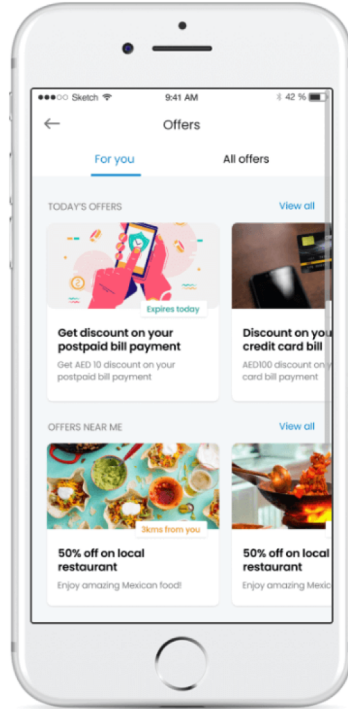 Sketch 9:41 AM 42 %
Offers
For you All offers
TODAY'S OFFERS View all
Expires today
Get discount on your
postpaid bill payment
Get AED 10 discount on your
postpaid bill payment
Discount on you
credit card bill
AED100 discount on y
card bill payment
OFFERS NEAR ME View all
3kms from you
50% off on local
restaurant
Enjoy amazing Mexican food!
50% off on local
restaurant
Enjoy amazing Mexic